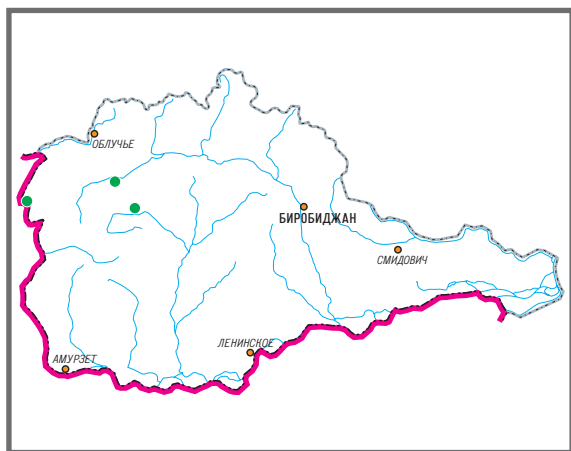 ОБЛУЧЬЕ
БИРОБИДЖАН
СМИДОВИЧ
ЛЕНИНСКОЕ
АМУРЗЕТ